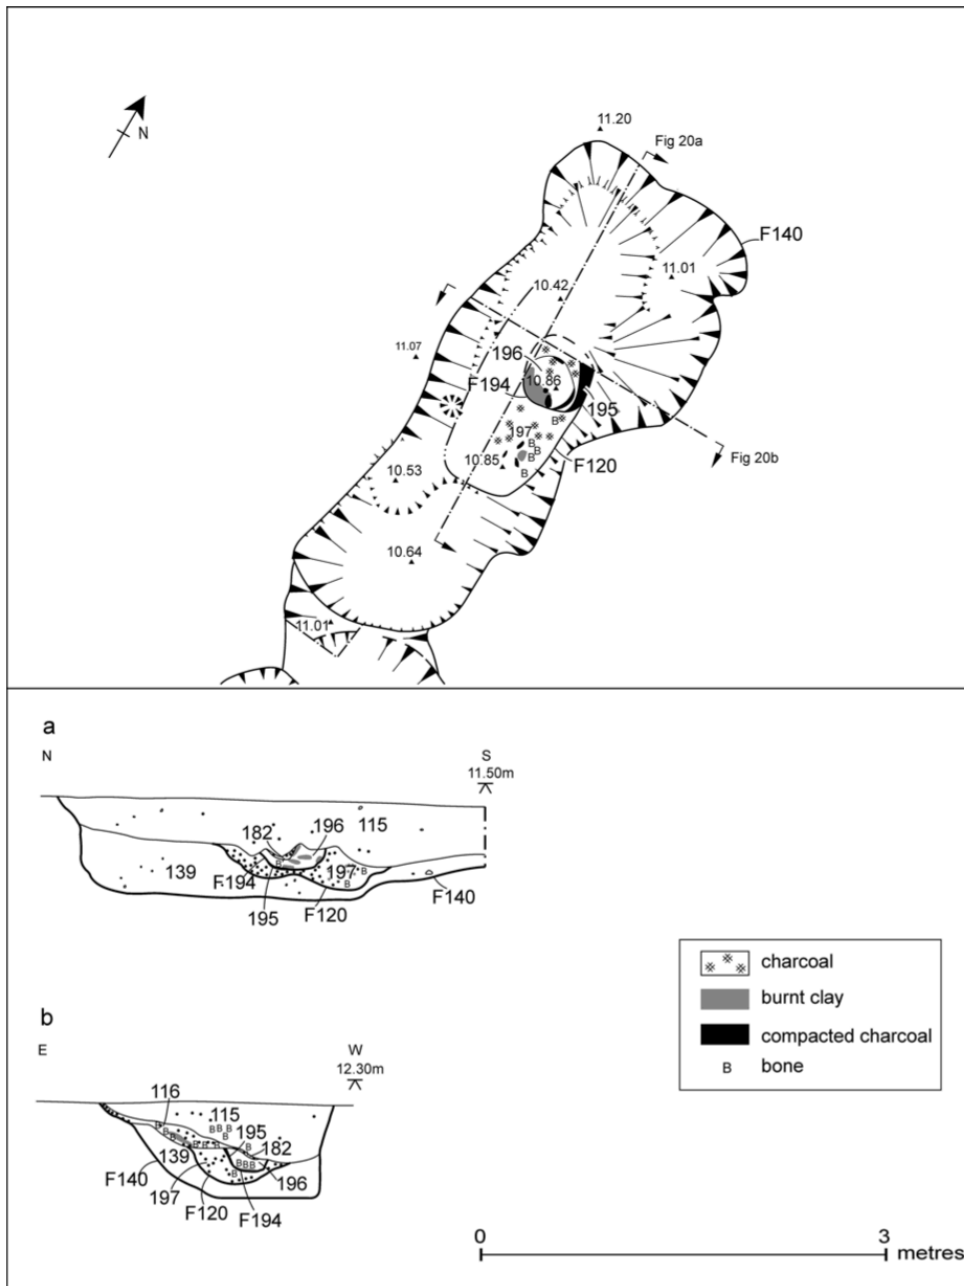 11.20
Fig 20a
N
F140
11.01
10.42
11.07
196
10.86
F194
195
B
197
B
B
B
Fig 20b
F120
10.85
B
10.53
10.64
11.01
a
N
S
11.50m
182
196
115
B
139
F194
197
B
B
F140
195
F120
b
E
W
12.30m
116
115
B
BBB
B
195
B
B
B
182
B
B
B
139
BBB
196
F140
B
197
F120
F194
charcoal
burnt clay
compacted charcoal
B bone
0
3
metres